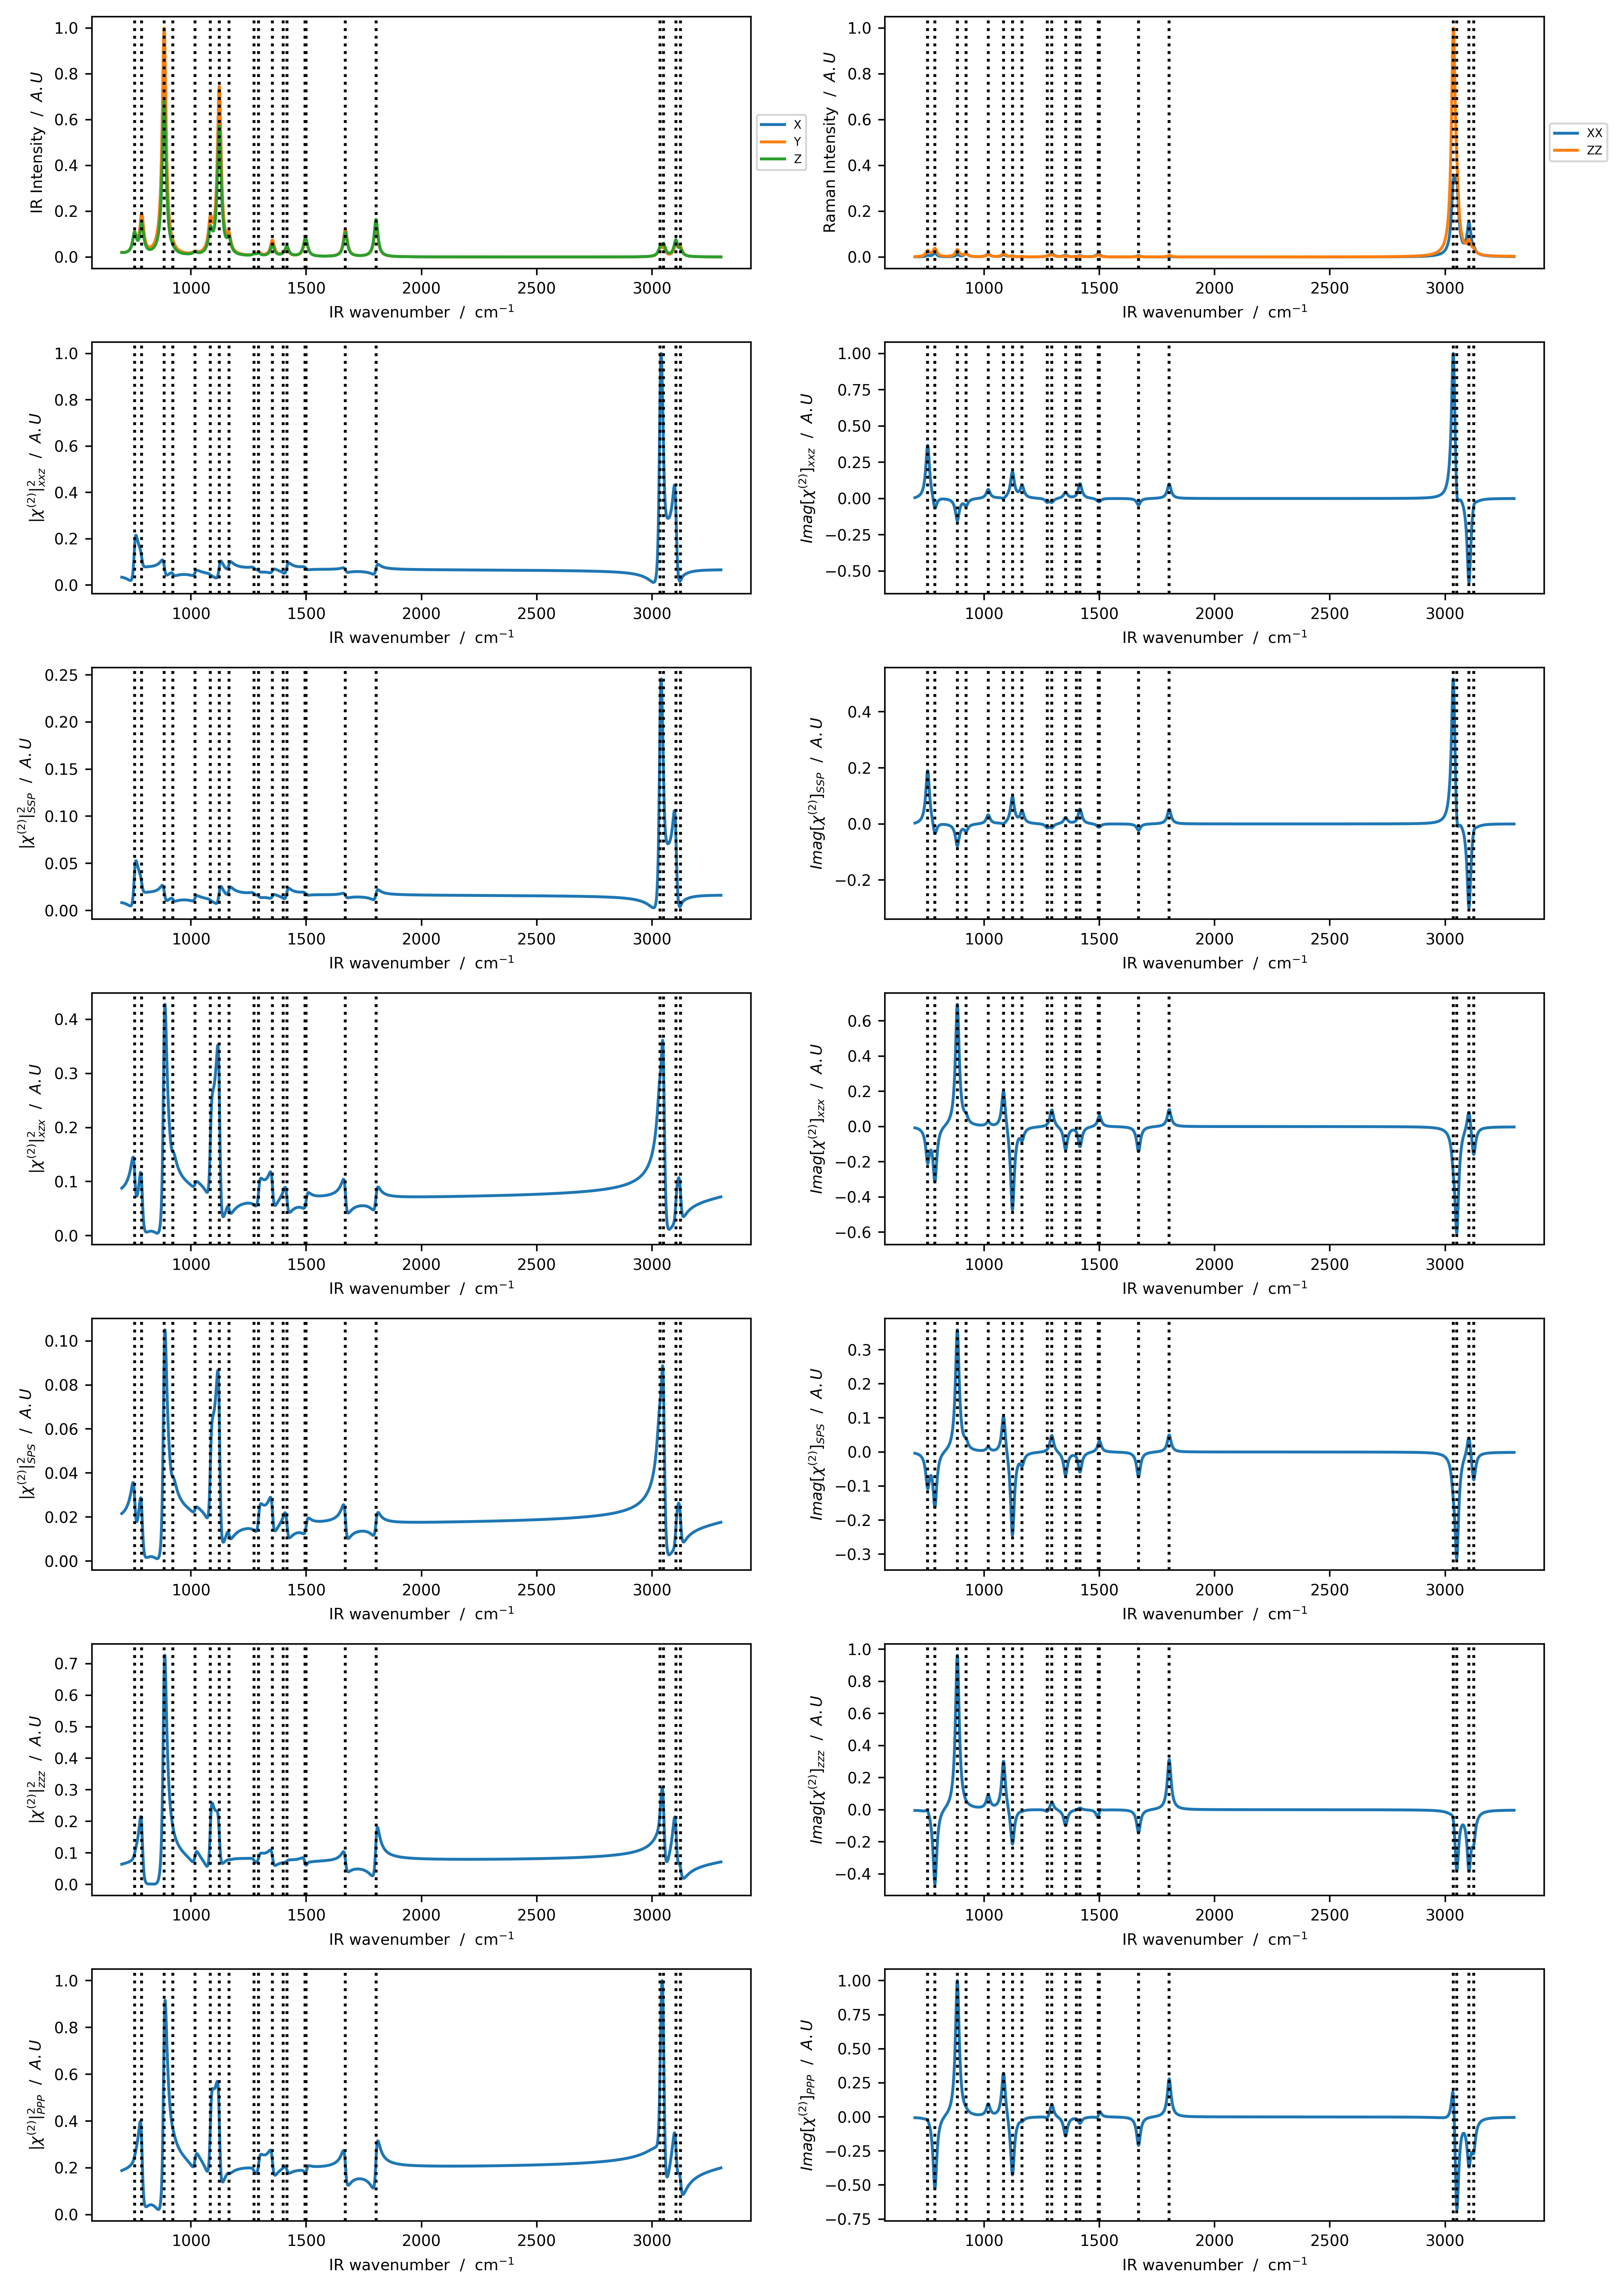 1.0
0.8
0.6
0.4
0.2
0.0
IR Intensity / A.U
1000 1500 2000 2500 3000
IR wavenumber / cm⁻¹
X
Y
Z
1.0
0.8
0.6
0.4
0.2
0.0
Raman Intensity / A.U
1000 1500 2000 2500 3000
IR wavenumber / cm⁻¹
XX
ZZ
1.0
0.8
0.6
0.4
0.2
0.0
|χ⁽²⁾|²xxz / A.U
1000 1500 2000 2500 3000
IR wavenumber / cm⁻¹
1.00
0.75
0.50
0.25
0.00
−0.25
−0.50
Imag[χ⁽²⁾]xxz / A.U
1000 1500 2000 2500 3000
IR wavenumber / cm⁻¹
0.25
0.20
0.15
0.10
0.05
0.00
|χ⁽²⁾|²SSP / A.U
1000 1500 2000 2500 3000
IR wavenumber / cm⁻¹
0.4
0.2
0.0
−0.2
Imag[χ⁽²⁾]SSP / A.U
1000 1500 2000 2500 3000
IR wavenumber / cm⁻¹
0.4
0.3
0.2
0.1
0.0
|χ⁽²⁾|²xzx / A.U
1000 1500 2000 2500 3000
IR wavenumber / cm⁻¹
0.6
0.4
0.2
0.0
−0.2
−0.4
−0.6
Imag[χ⁽²⁾]xzx / A.U
1000 1500 2000 2500 3000
IR wavenumber / cm⁻¹
0.10
0.08
0.06
0.04
0.02
0.00
|χ⁽²⁾|²SPS / A.U
1000 1500 2000 2500 3000
IR wavenumber / cm⁻¹
0.3
0.2
0.1
0.0
−0.1
−0.2
−0.3
Imag[χ⁽²⁾]SPS / A.U
1000 1500 2000 2500 3000
IR wavenumber / cm⁻¹
0.7
0.6
0.5
0.4
0.3
0.2
0.1
0.0
|χ⁽²⁾|²zzz / A.U
1000 1500 2000 2500 3000
IR wavenumber / cm⁻¹
1.0
0.8
0.6
0.4
0.2
0.0
−0.2
−0.4
Imag[χ⁽²⁾]zzz / A.U
1000 1500 2000 2500 3000
IR wavenumber / cm⁻¹
1.0
0.8
0.6
0.4
0.2
0.0
|χ⁽²⁾|²PPP / A.U
1000 1500 2000 2500 3000
IR wavenumber / cm⁻¹
1.00
0.75
0.50
0.25
0.00
−0.25
−0.50
−0.75
Imag[χ⁽²⁾]PPP / A.U
1000 1500 2000 2500 3000
IR wavenumber / cm⁻¹